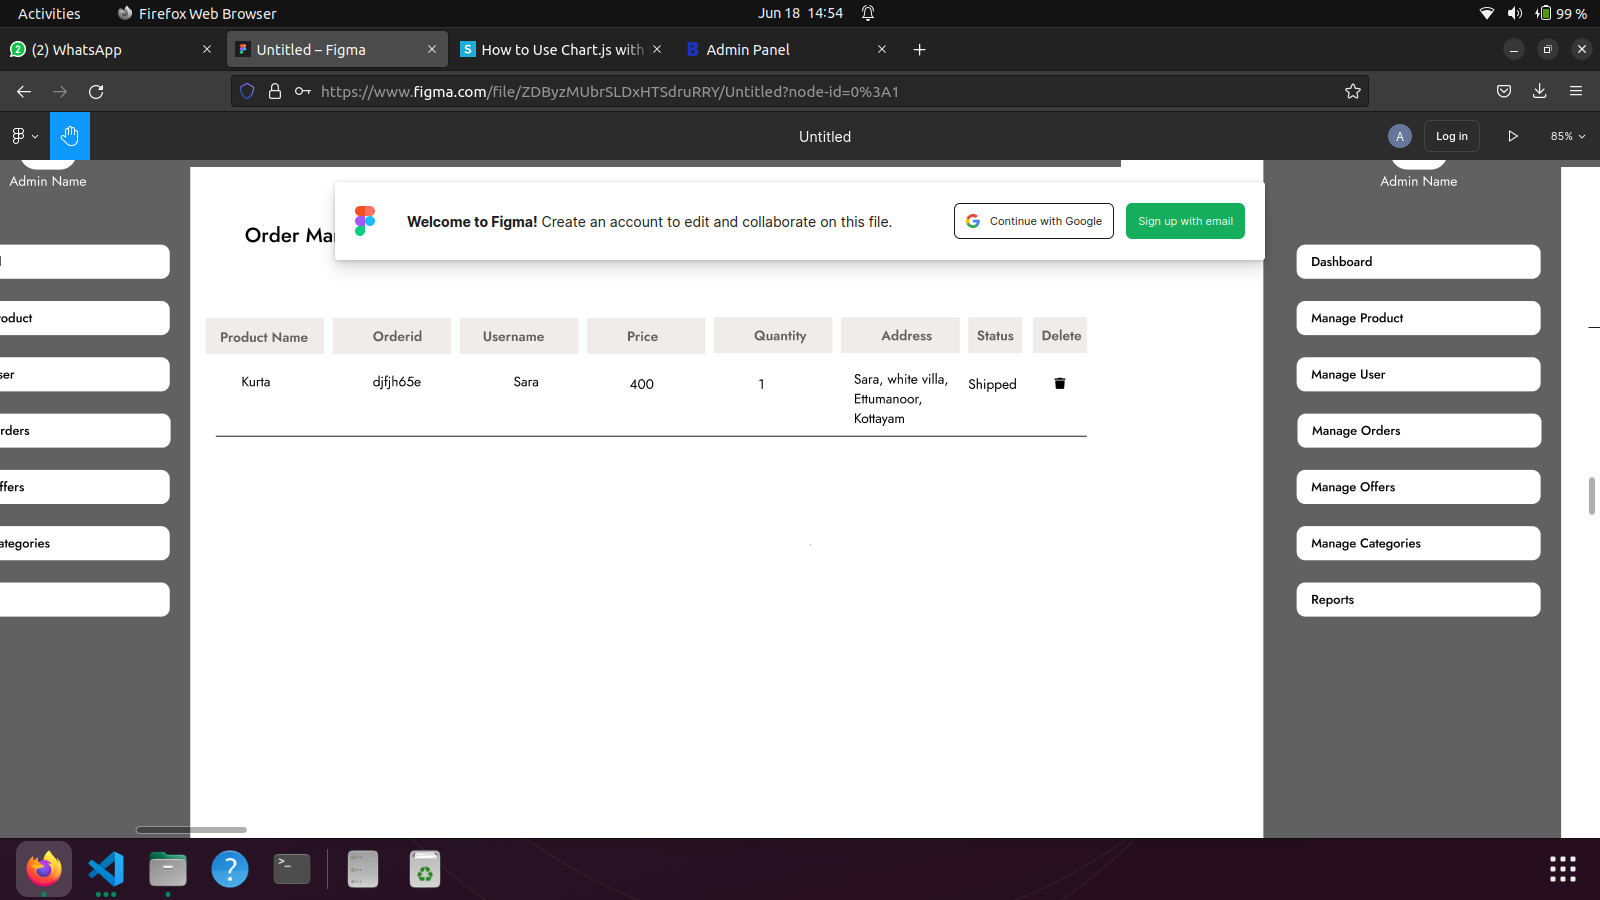 Activities Firefox Web Browser Jun 18 14:54 99 %
2 (2) WhatsApp Untitled – Figma S How to Use Chart.js with B Admin Panel
https://www.figma.com/file/ZDByzMUbrSLDxHTSdruRRY/Untitled?node-id=0%3A1
Untitled A Log in 85%
Admin Name Admin Name
Welcome to Figma! Create an account to edit and collaborate on this file. Continue with Google Sign up with email
Order Mai
Dashboard
oduct Manage Product
Product Name Orderid Username Price Quantity Address Status Delete
ser Manage User
Kurta djfjh65e Sara 400 1 Sara, white villa, Shipped
Ettumanoor,
Kottayam
rders Manage Orders
ffers Manage Offers
ategories Manage Categories
Reports